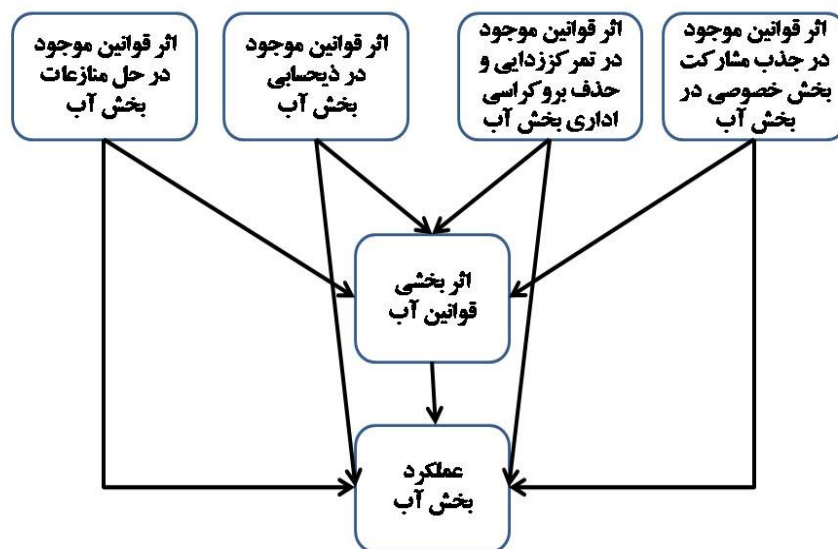 اثر قوانین موجود
در جذب مشارکت
بخش خصوصی در
بخش آب
اثر قوانین موجود
در تمرکززدایی و
حذف بروکراسی
اداری بخش آب
اثر قوانین موجود
در ذیحسابی
بخش آب
اثر قوانین موجود
در حل منازعات
بخش آب
اثر بخشی
قوانین آب
عملکرد
بخش آب